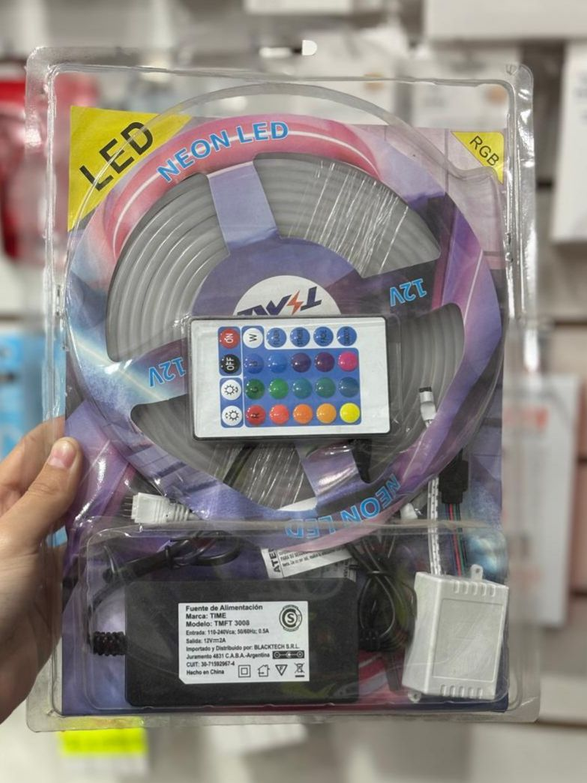 LED
NEON LED
RGB
12V
12V
ON
W
OFF
NEON LED
Fuente de Alimentación
Marca: TIME
Modelo: TMFT 3008
Entrada: 110-240Vca; 50/60Hz; 0.5A
Salida: 12V⎓2A
Importado y Distribuido por: BLACKTECH S.R.L.
Juramento 4831 C.A.B.A.-Argentina
CUIT: 30-71592967-4
Hecho en China
S